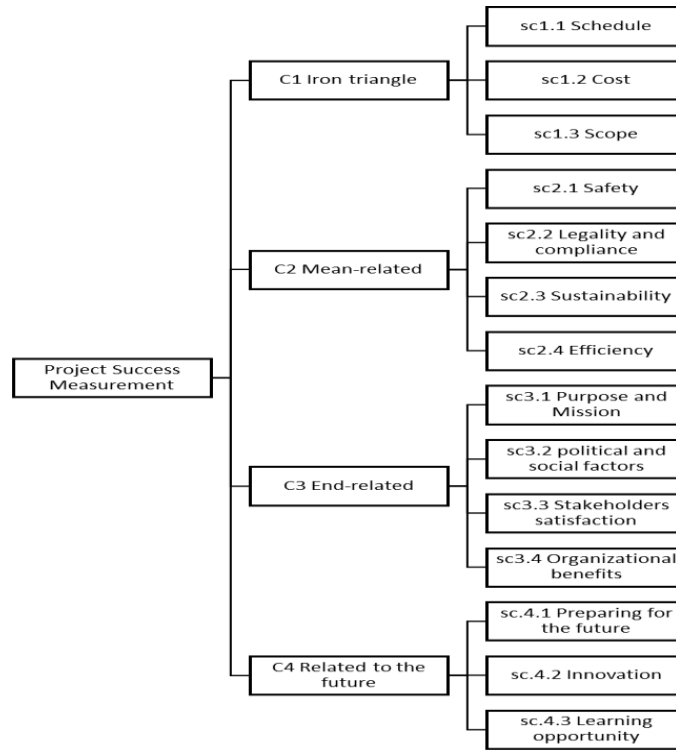 sc1.1 Schedule
C1 Iron triangle
sc1.2 Cost
sc1.3 Scope
sc2.1 Safety
sc2.2 Legality and
compliance
C2 Mean-related
sc2.3 Sustainability
sc2.4 Efficiency
Project Success
Measurement
sc3.1 Purpose and
Mission
sc3.2 political and
social factors
C3 End-related
sc3.3 Stakeholders
satisfaction
sc3.4 Organizational
benefits
sc.4.1 Preparing for
the future
C4 Related to the
future
sc.4.2 Innovation
sc.4.3 Learning
opportunity